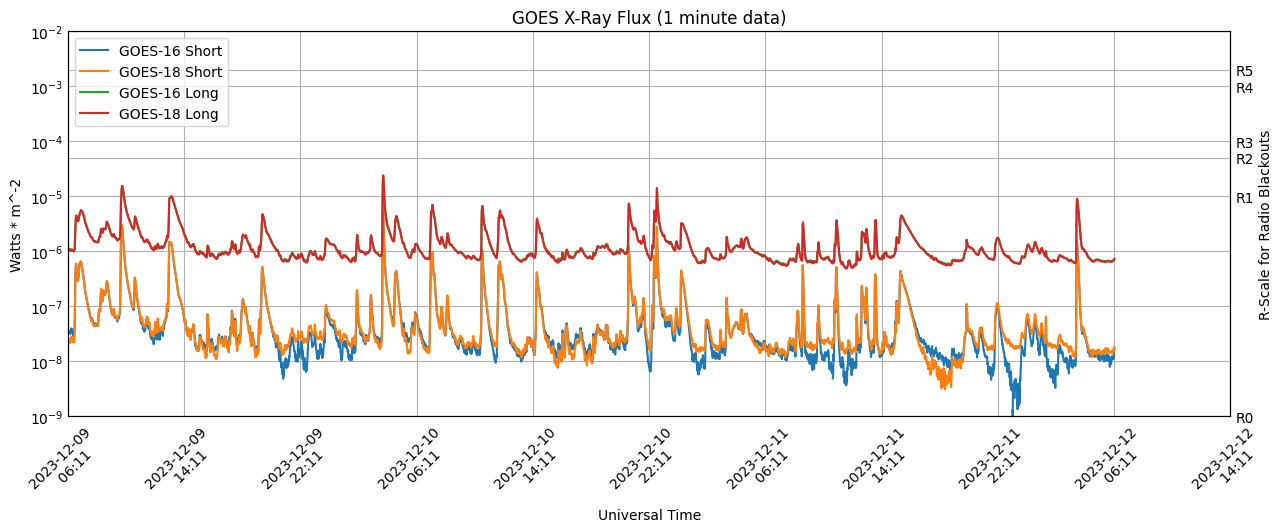 GOES X-Ray Flux (1 minute data)
GOES-16 Short
GOES-18 Short
GOES-16 Long
GOES-18 Long
10^-2
10^-3
10^-4
10^-5
10^-6
10^-7
10^-8
10^-9
Watts * m^-2
R5
R4
R3
R2
R1
R0
R-Scale for Radio Blackouts
2023-12-09
06:11
2023-12-09
14:11
2023-12-09
22:11
2023-12-10
06:11
2023-12-10
14:11
2023-12-10
22:11
2023-12-11
06:11
2023-12-11
14:11
2023-12-11
22:11
2023-12-12
06:11
2023-12-12
14:11
Universal Time